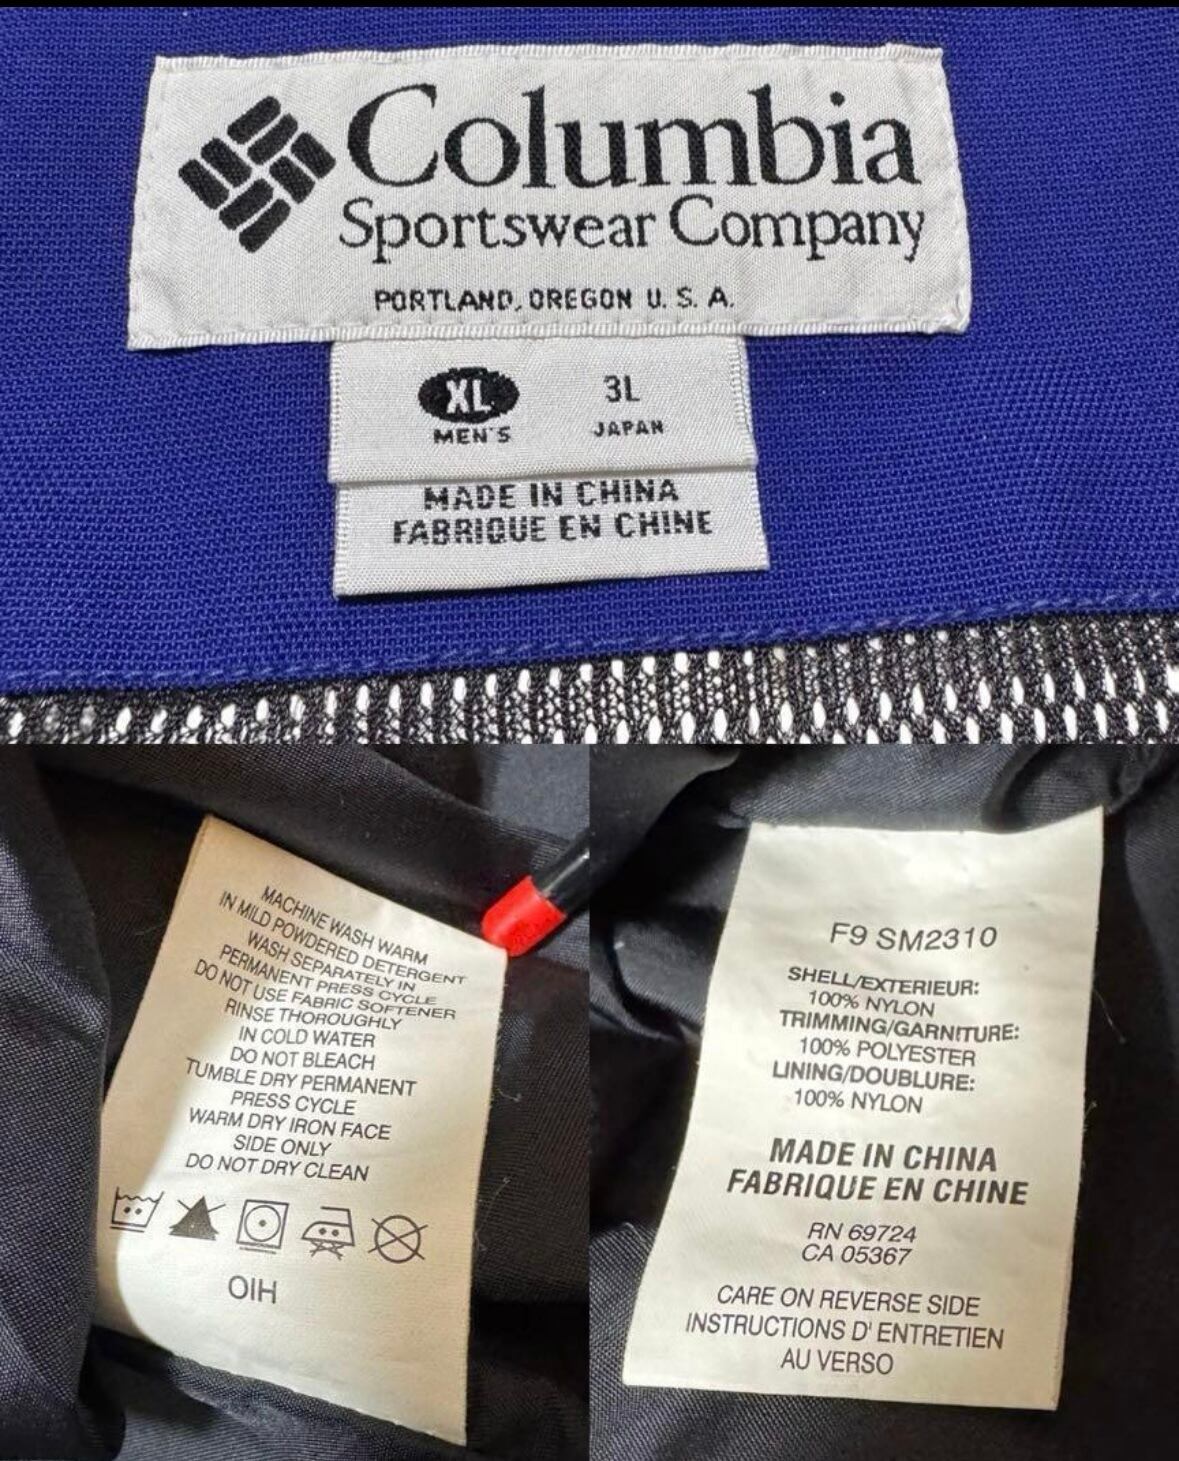 Columbia
Sportswear Company
PORTLAND, OREGON U. S. A.
XL 3L
MEN'S JAPAN
MADE IN CHINA
FABRIQUE EN CHINE
MACHINE WASH WARM
IN MILD POWDERED DETERGENT
WASH SEPARATELY IN
PERMANENT PRESS CYCLE
DO NOT USE FABRIC SOFTENER
RINSE THOROUGHLY
IN COLD WATER
DO NOT BLEACH
TUMBLE DRY PERMANENT
PRESS CYCLE
WARM DRY IRON FACE
SIDE ONLY
DO NOT DRY CLEAN
OIH
F9 SM2310
SHELL/EXTERIEUR:
100% NYLON
TRIMMING/GARNITURE:
100% POLYESTER
LINING/DOUBLURE:
100% NYLON
MADE IN CHINA
FABRIQUE EN CHINE
RN 69724
CA 05367
CARE ON REVERSE SIDE
INSTRUCTIONS D' ENTRETIEN
AU VERSO